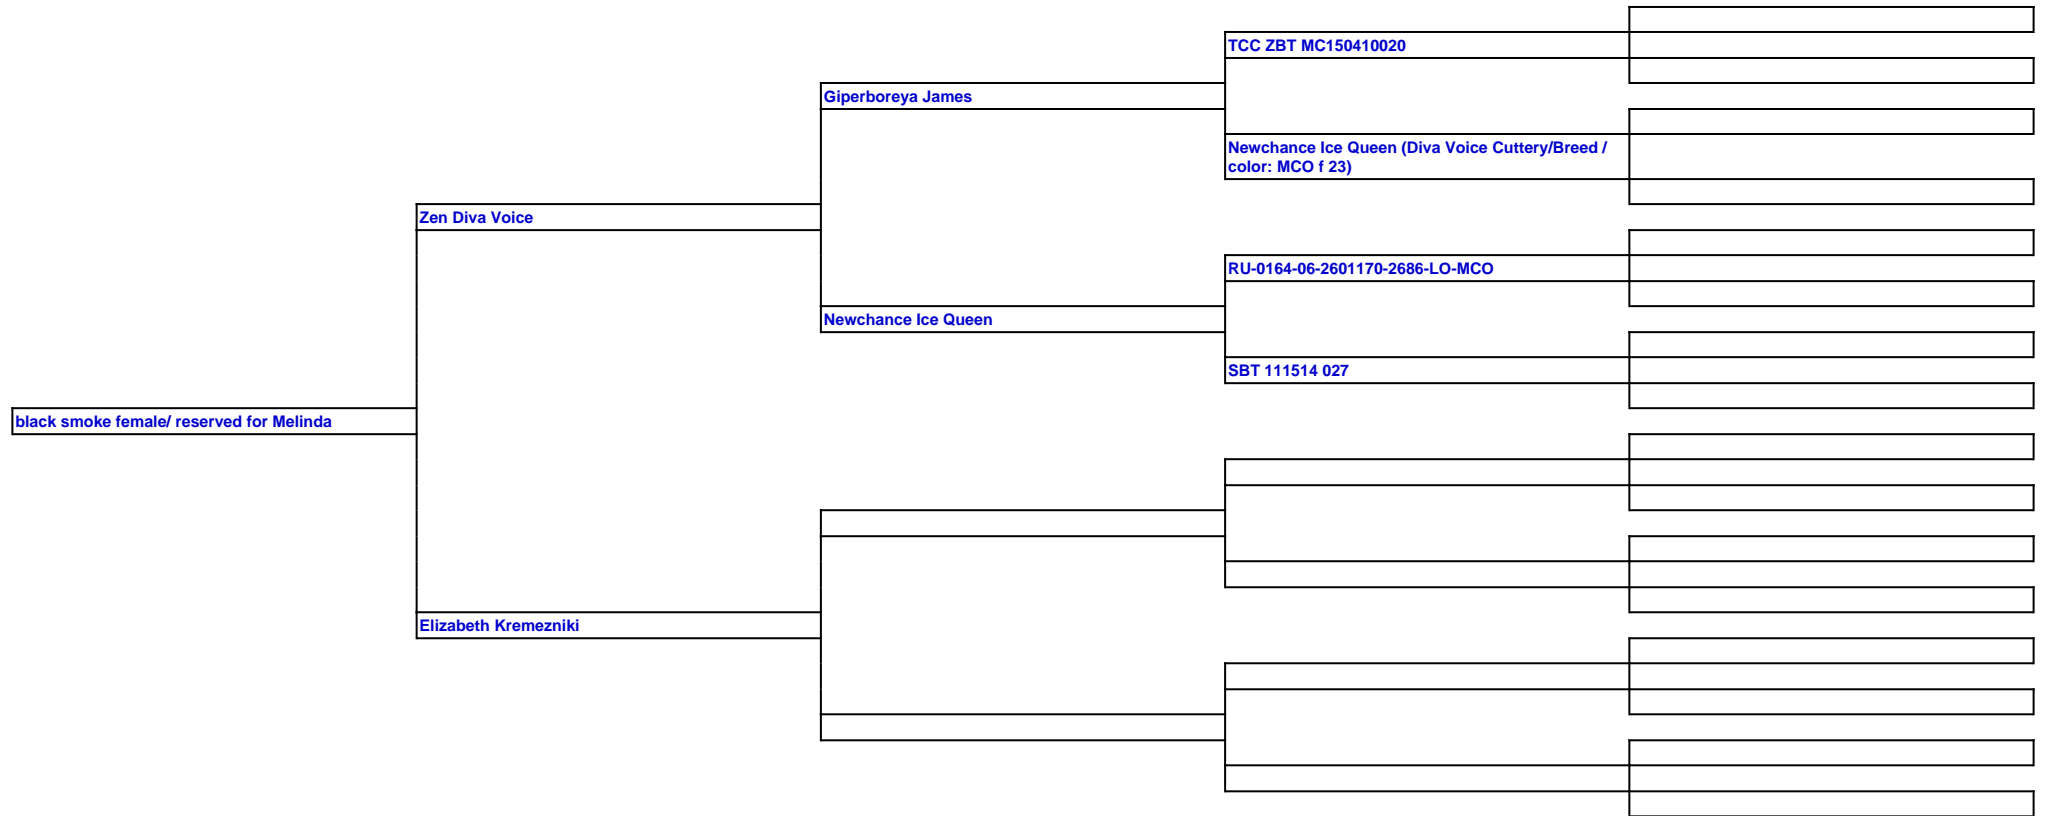 TCC ZBT MC150410020
Giperboreya James
Newchance Ice Queen (Diva Voice Cuttery/Breed /
color: MCO f 23)
Zen Diva Voice
RU-0164-06-2601170-2686-LO-MCO
Newchance Ice Queen
SBT 111514 027
black smoke female/ reserved for Melinda
Elizabeth Kremezniki